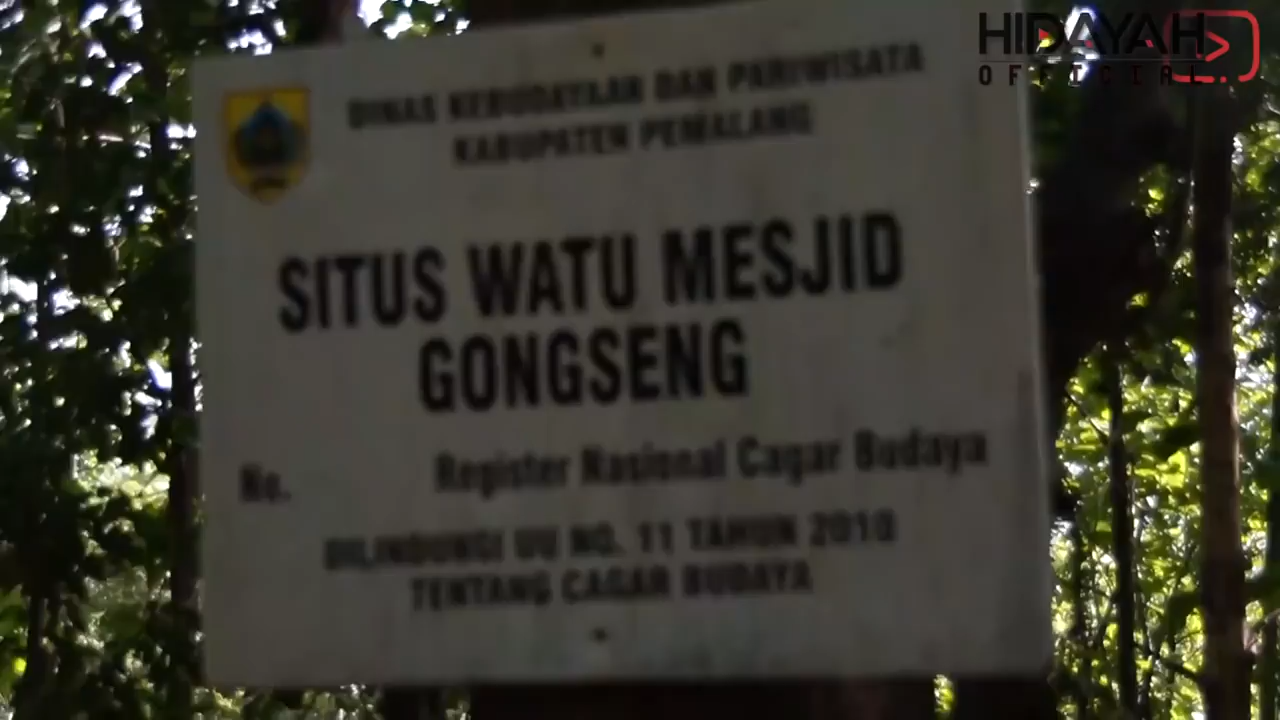 HIDAYAH
OFFICIAL
DINAS KEBUDAYAAN DAN PARIWISATA
KABUPATEN PEMALANG
SITUS WATU MESJID
GONGSENG
No. Register Nasional Cagar Budaya
DILINDUNGI UU NO. 11 TAHUN 2010
TENTANG CAGAR BUDAYA